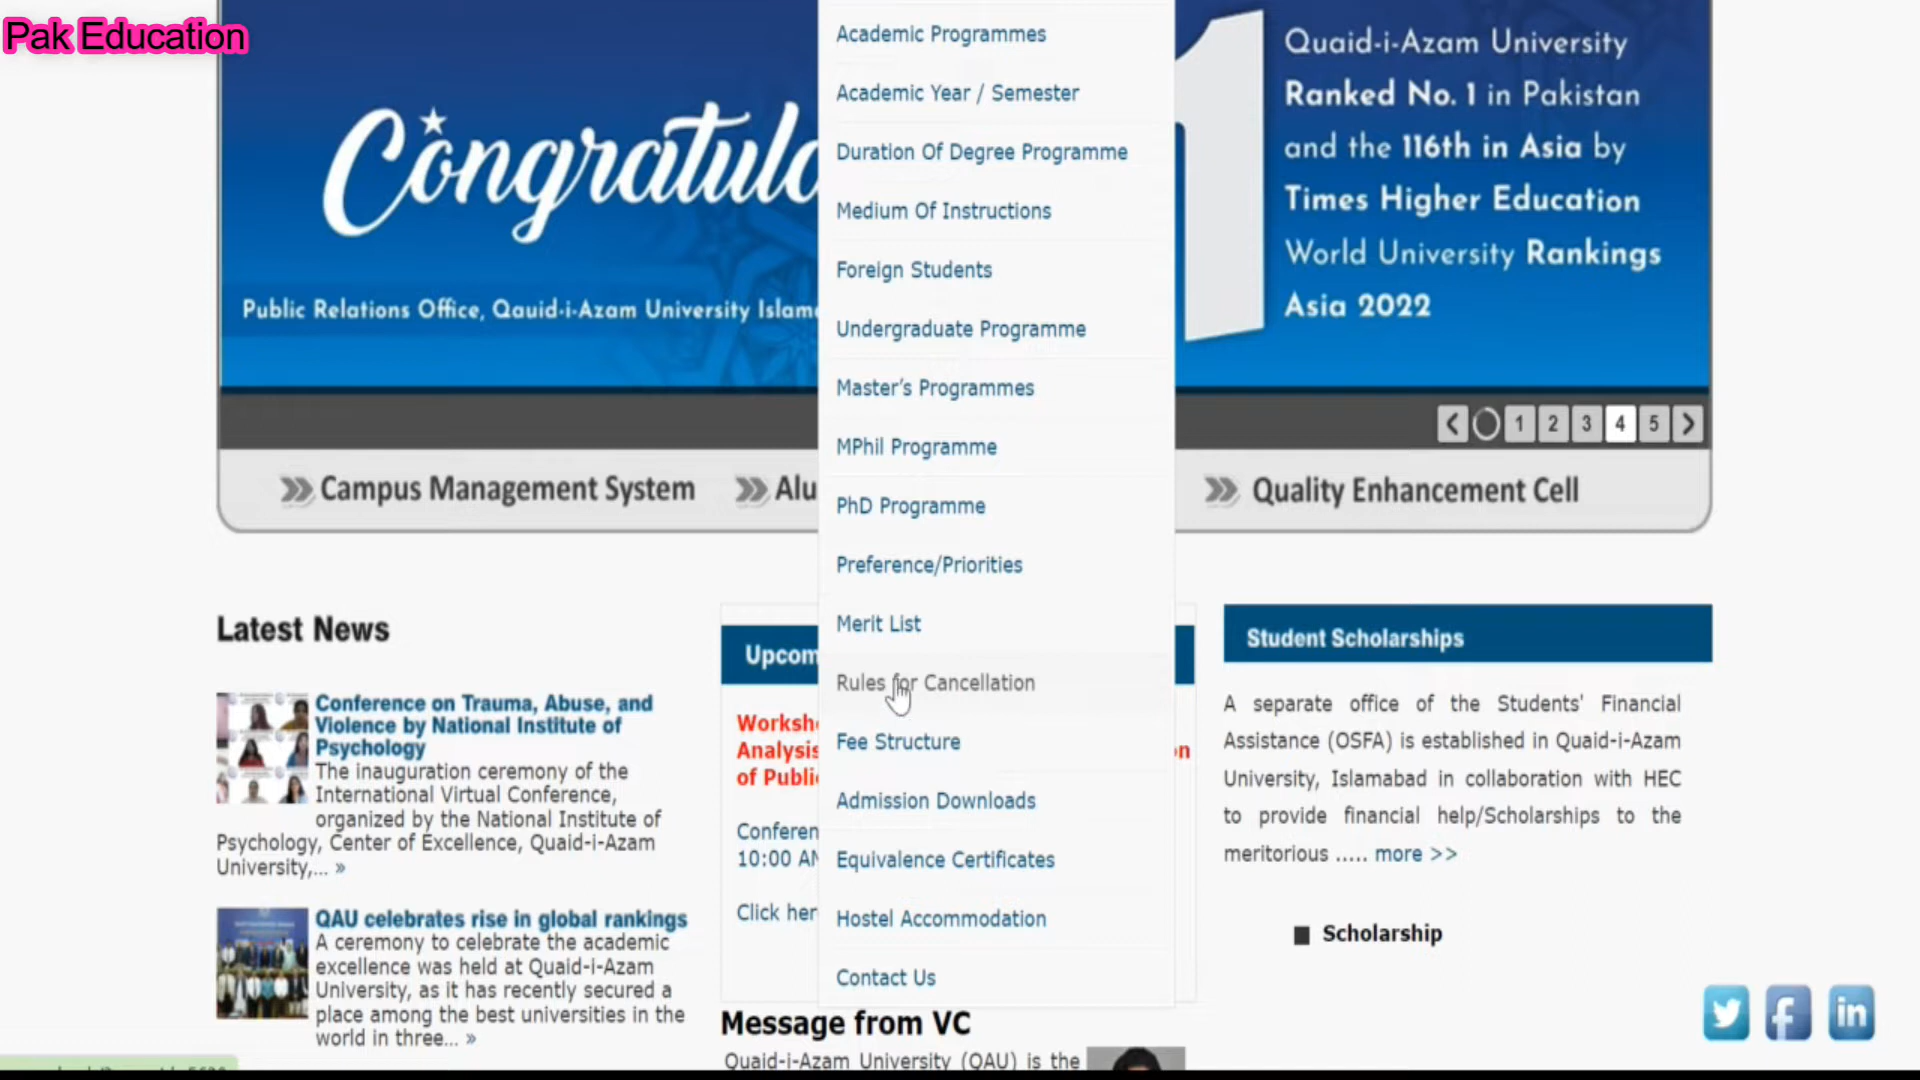 Pak Education
Congratula
Public Relations Office, Qauid-i-Azam University Islam
Academic Programmes
Academic Year / Semester
Duration Of Degree Programme
Medium Of Instructions
Foreign Students
Undergraduate Programme
Master's Programmes
MPhil Programme
PhD Programme
Preference/Priorities
Merit List
Rules for Cancellation
Fee Structure
Admission Downloads
Equivalence Certificates
Hostel Accommodation
Contact Us
1
Quaid-i-Azam University
Ranked No. 1 in Pakistan
and the 116th in Asia by
Times Higher Education
World University Rankings
Asia 2022
1 2 3 4 5
Campus Management System
Alu
Quality Enhancement Cell
Latest News
Conference on Trauma, Abuse, and
Violence by National Institute of
Psychology
The inauguration ceremony of the
International Virtual Conference,
organized by the National Institute of
Psychology, Center of Excellence, Quaid-i-Azam
University,... »
QAU celebrates rise in global rankings
A ceremony to celebrate the academic
excellence was held at Quaid-i-Azam
University, as it has recently secured a
place among the best universities in the
world in three... »
Upcom
Worksh
Analysis
on
of Public
Conferen
10:00 AM
Click her
Message from VC
Quaid-i-Azam University (QAU) is the
Student Scholarships
A separate office of the Students' Financial
Assistance (OSFA) is established in Quaid-i-Azam
University, Islamabad in collaboration with HEC
to provide financial help/Scholarships to the
meritorious ..... more >>
Scholarship